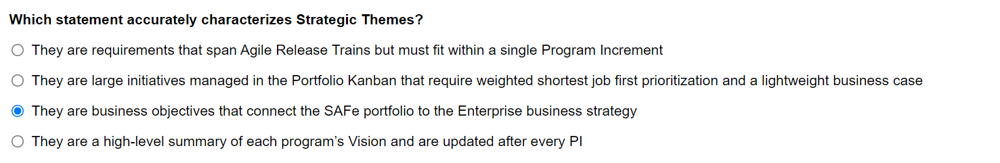 Which statement accurately characterizes Strategic Themes?
They are requirements that span Agile Release Trains but must fit within a single Program Increment
They are large initiatives managed in the Portfolio Kanban that require weighted shortest job first prioritization and a lightweight business case
They are business objectives that connect the SAFe portfolio to the Enterprise business strategy
They are a high-level summary of each program’s Vision and are updated after every PI